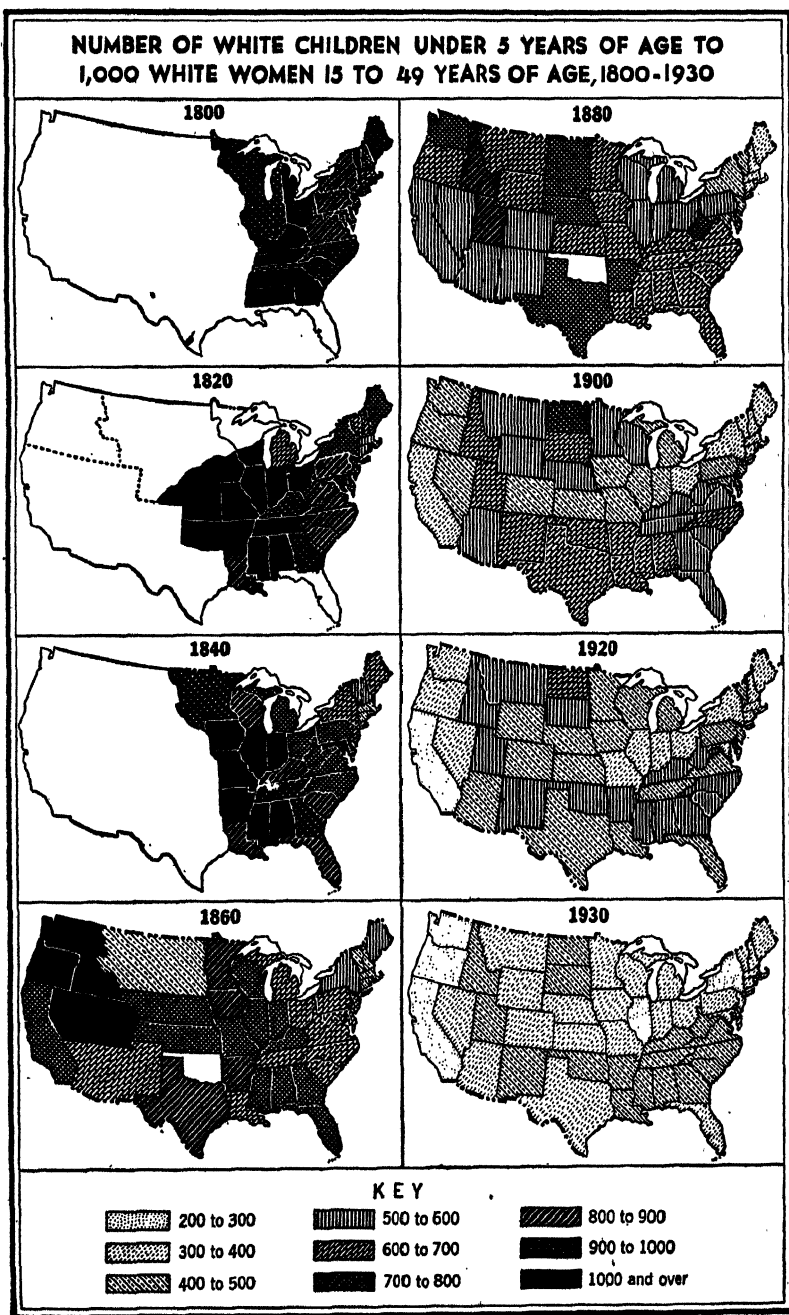 NUMBER OF WHITE CHILDREN UNDER 5 YEARS OF AGE TO
1,000 WHITE WOMEN 15 TO 49 YEARS OF AGE, 1800-1930
1800
1880
1820
1900
1840
1920
1860
1930
KEY
200 to 300
500 to 600
800 to 900
300 to 400
600 to 700
900 to 1000
400 to 500
700 to 800
1000 and over